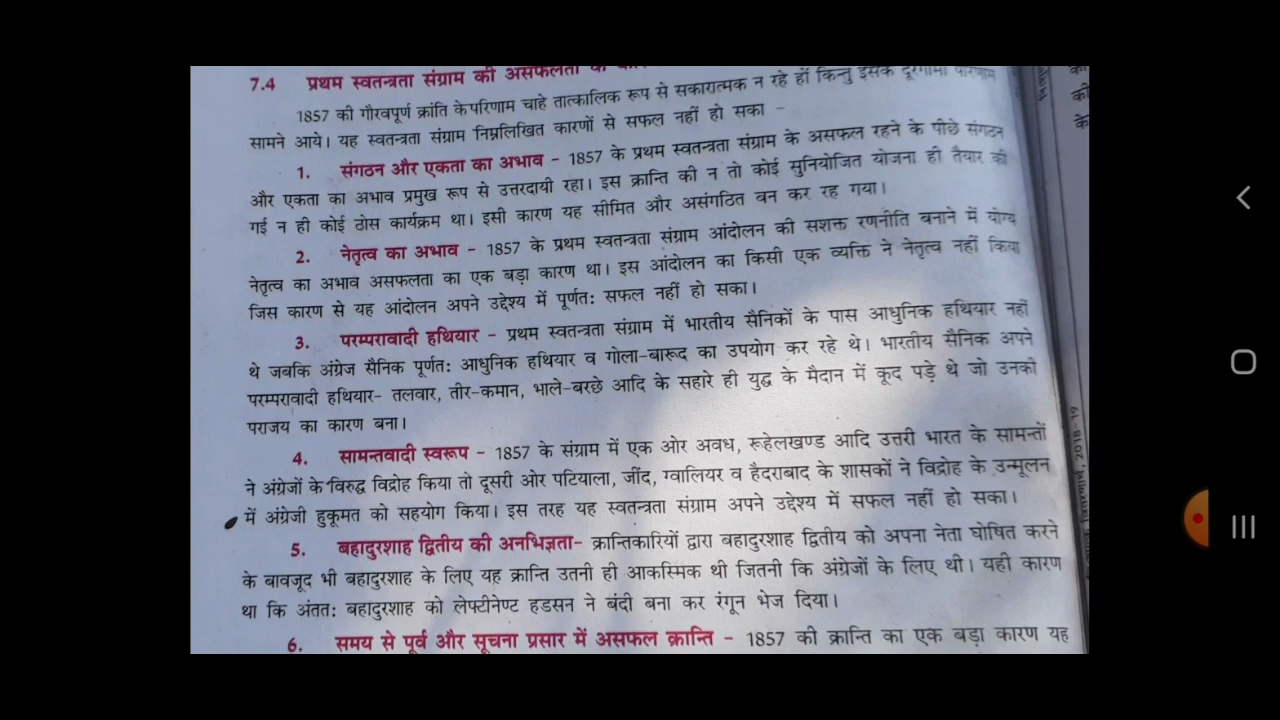 7.4 प्रथम स्वतन्त्रता संग्राम की असफलता के
1857 की गौरवपूर्ण क्रांति के परिणाम चाहे तात्कालिक रूप से सकारात्मक न रहे हों किन्तु इसके दूरगामी परिणाम
सामने आये। यह स्वतन्त्रता संग्राम निम्नलिखित कारणों से सफल नहीं हो सका –
1. संगठन और एकता का अभाव – 1857 के प्रथम स्वतन्त्रता संग्राम के असफल रहने के पीछे संगठन
और एकता का अभाव प्रमुख रूप से उत्तरदायी रहा। इस क्रान्ति की न तो कोई सुनियोजित योजना ही तैयार की
गई न ही कोई ठोस कार्यक्रम था। इसी कारण यह सीमित और असंगठित बन कर रह गया।
2. नेतृत्व का अभाव – 1857 के प्रथम स्वतन्त्रता संग्राम आंदोलन की सशक्त रणनीति बनाने में योग्य
नेतृत्व का अभाव असफलता का एक बड़ा कारण था। इस आंदोलन का किसी एक व्यक्ति ने नेतृत्व नहीं किया
जिस कारण से यह आंदोलन अपने उद्देश्य में पूर्णतः सफल नहीं हो सका।
3. परम्परावादी हथियार – प्रथम स्वतन्त्रता संग्राम में भारतीय सैनिकों के पास आधुनिक हथियार नहीं
थे जबकि अंग्रेज सैनिक पूर्णतः आधुनिक हथियार व गोला-बारूद का उपयोग कर रहे थे। भारतीय सैनिक अपने
परम्परावादी हथियार- तलवार, तीर-कमान, भाले-बरछे आदि के सहारे ही युद्ध के मैदान में कूद पड़े थे जो उनकी
पराजय का कारण बना।
4. सामन्तवादी स्वरूप – 1857 के संग्राम में एक ओर अवध, रूहेलखण्ड आदि उत्तरी भारत के सामन्तों
ने अंग्रेजों के विरुद्ध विद्रोह किया तो दूसरी ओर पटियाला, जींद, ग्वालियर व हैदराबाद के शासकों ने विद्रोह के उन्मूलन
में अंग्रेजी हुकूमत को सहयोग किया। इस तरह यह स्वतन्त्रता संग्राम अपने उद्देश्य में सफल नहीं हो सका।
5. बहादुरशाह द्वितीय की अनभिज्ञता– क्रान्तिकारियों द्वारा बहादुरशाह द्वितीय को अपना नेता घोषित करने
के बावजूद भी बहादुरशाह के लिए यह क्रान्ति उतनी ही आकस्मिक थी जितनी कि अंग्रेजों के लिए थी। यही कारण
था कि अंततः बहादुरशाह को लेफ्टीनेण्ट हडसन ने बंदी बना कर रंगून भेज दिया।
6. समय से पूर्व और सूचना प्रसार में असफल क्रान्ति – 1857 की क्रान्ति का एक बड़ा कारण यह
की
के
2018-19